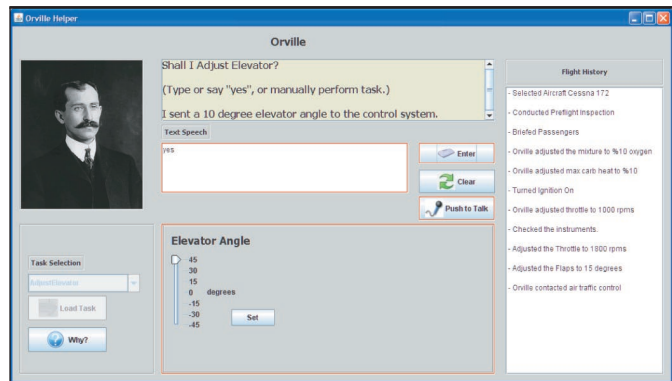 Orville Helper
Orville
Shall I Adjust Elevator?
(Type or say "yes", or manually perform task.)
I sent a 10 degree elevator angle to the control system.
Text Speech
yes
Enter
Clear
Push to Talk
Task Selection
AdjustElevator
Load Task
Why?
Elevator Angle
45
30
15
0 degrees
-15
-30
-45
Set
Flight History
- Selected Aircraft Cessna 172
- Conducted Preflight Inspection
- Briefed Passengers
- Orville adjusted the mixture to %10 oxygen
- Orville adjusted max carb heat to %10
- Turned Ignition On
- Orville adjusted throttle to 1000 rpms
- Checked the instruments.
- Adjusted the Throttle to 1800 rpms
- Adjusted the Flaps to 15 degrees
- Orville contacted air traffic control